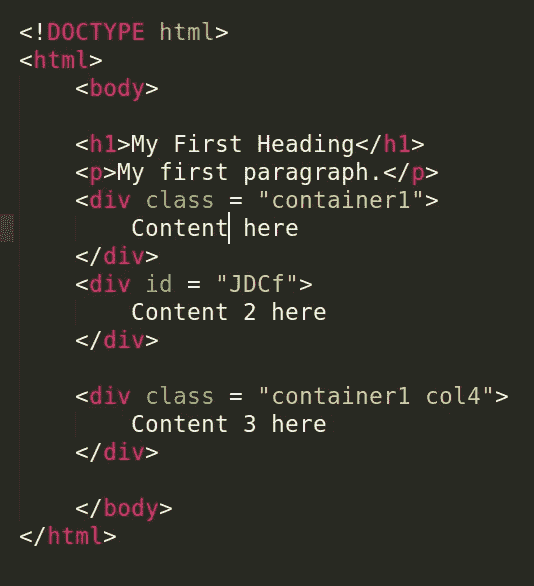 <!DOCTYPE html>
<html>
    <body>

    <h1>My First Heading</h1>
    <p>My first paragraph.</p>
    <div class = "container1">
        Content here
    </div>
    <div id = "JDCf">
        Content 2 here
    </div>

    <div class = "container1 col4">
        Content 3 here
    </div>

    </body>
</html>